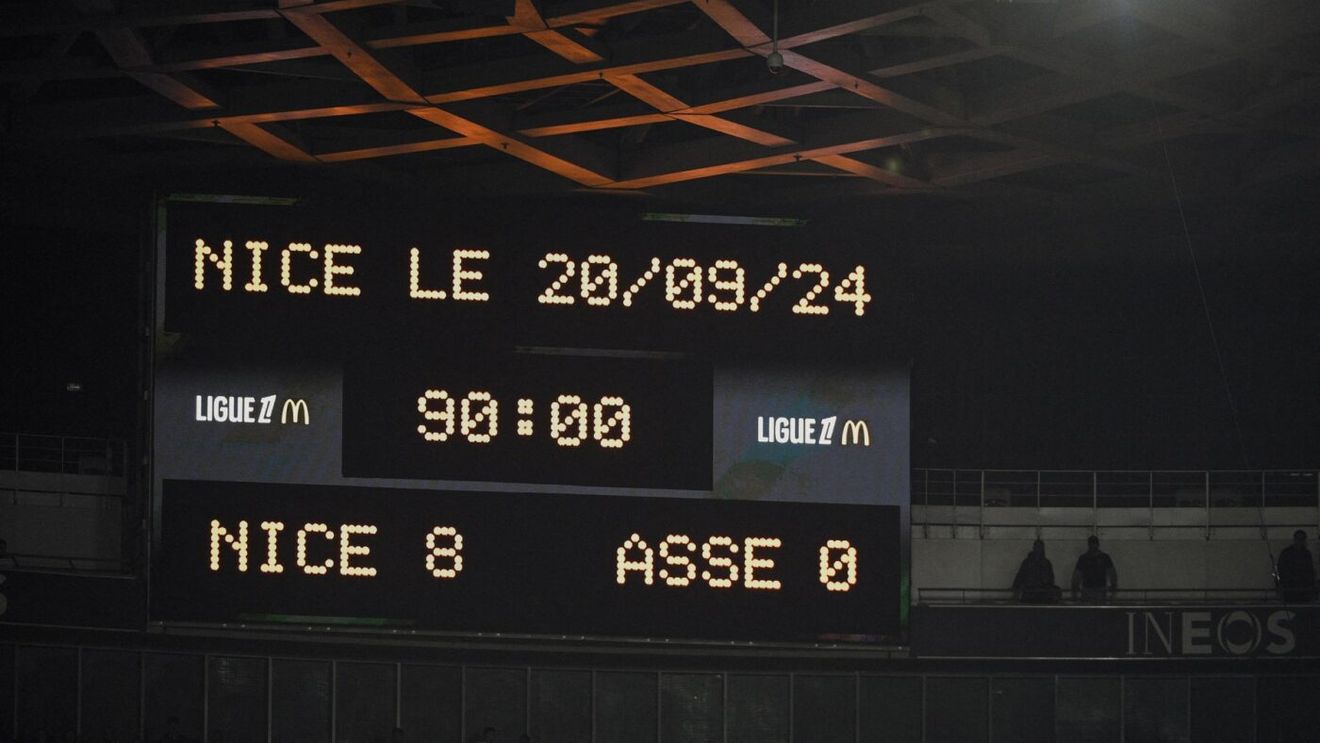 NICE LE 20/09/24
LIGUE 1 90:00 LIGUE 1
NICE 8 ASSE 0
INEOS